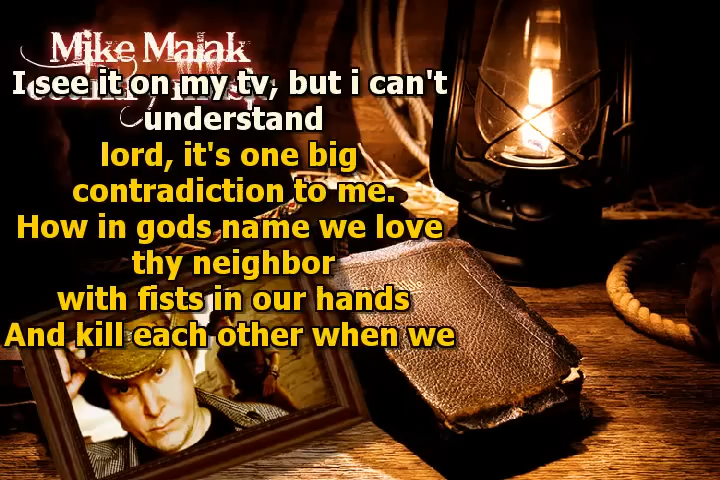 Mike Malak
I see it on my tv, but i can't
understand
lord, it's one big
contradiction to me.
How in gods name we love
thy neighbor
with fists in our hands
And kill each other when we